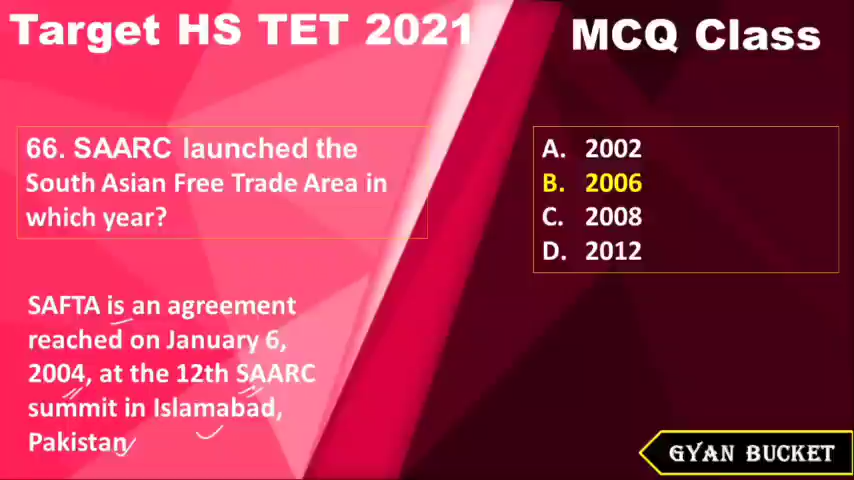 Target HS TET 2021
MCQ Class
66. SAARC launched the
South Asian Free Trade Area in
which year?
A. 2002
B. 2006
C. 2008
D. 2012
SAFTA is an agreement
reached on January 6,
2004, at the 12th SAARC
summit in Islamabad,
Pakistan
GYAN BUCKET